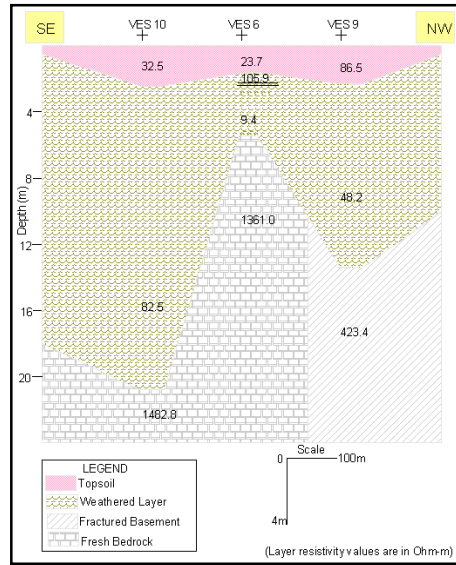 SE VES 10 VES 6 VES 9 NW
32.5 23.7 86.5
105.9
4
9.4
8
48.2
1361.0
Depth (m)
12
82.5
16
423.4
20
1482.8
Scale
0 100m
4m
LEGEND
Topsoil
Weathered Layer
Fractured Basement
Fresh Bedrock
(Layer resistivity values are in Ohm-m)